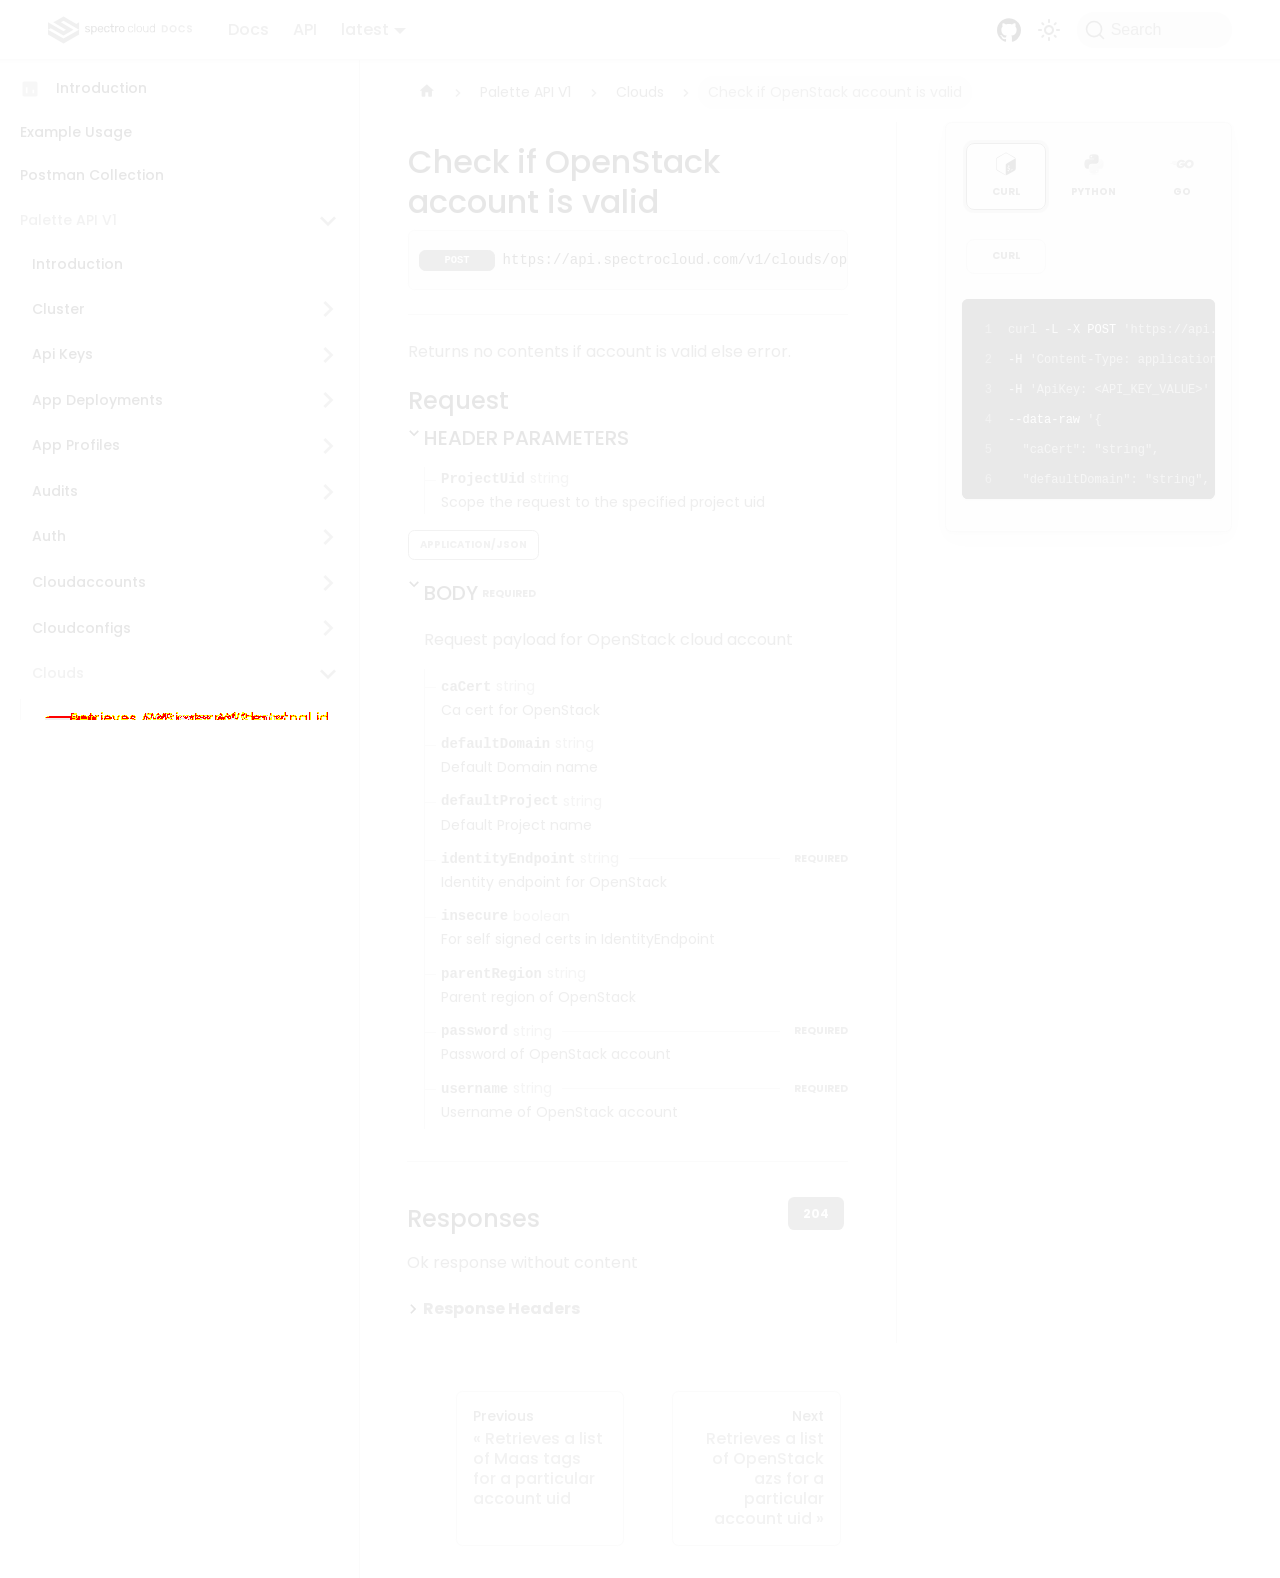 spectro cloud DOCS
Docs
API
latest
Search
Introduction
Example Usage
Postman Collection
Palette API V1
Introduction
Cluster
Api Keys
App Deployments
App Profiles
Audits
Auth
Cloudaccounts
Cloudconfigs
Clouds
Palette API V1
Clouds
Check if OpenStack account is valid
Check if OpenStack
account is valid
POST https://api.spectrocloud.com/v1/clouds/op
Returns no contents if account is valid else error.
Request
HEADER PARAMETERS
ProjectUid string
Scope the request to the specified project uid
APPLICATION/JSON
BODY REQUIRED
Request payload for OpenStack cloud account
caCert string
Ca cert for OpenStack
defaultDomain string
Default Domain name
defaultProject string
Default Project name
identityEndpoint string REQUIRED
Identity endpoint for OpenStack
insecure boolean
For self signed certs in IdentityEndpoint
parentRegion string
Parent region of OpenStack
password string REQUIRED
Password of OpenStack account
username string REQUIRED
Username of OpenStack account
Responses
204
Ok response without content
Response Headers
Previous
« Retrieves a list
of Maas tags
for a particular
account uid
Next
Retrieves a list
of OpenStack
azs for a
particular
account uid »
CURL
PYTHON
GO
CURL
1 curl -L -X POST 'https://api.
2 -H 'Content-Type: application
3 -H 'ApiKey: <API_KEY_VALUE>'
4 --data-raw '{
5 "caCert": "string",
6 "defaultDomain": "string",